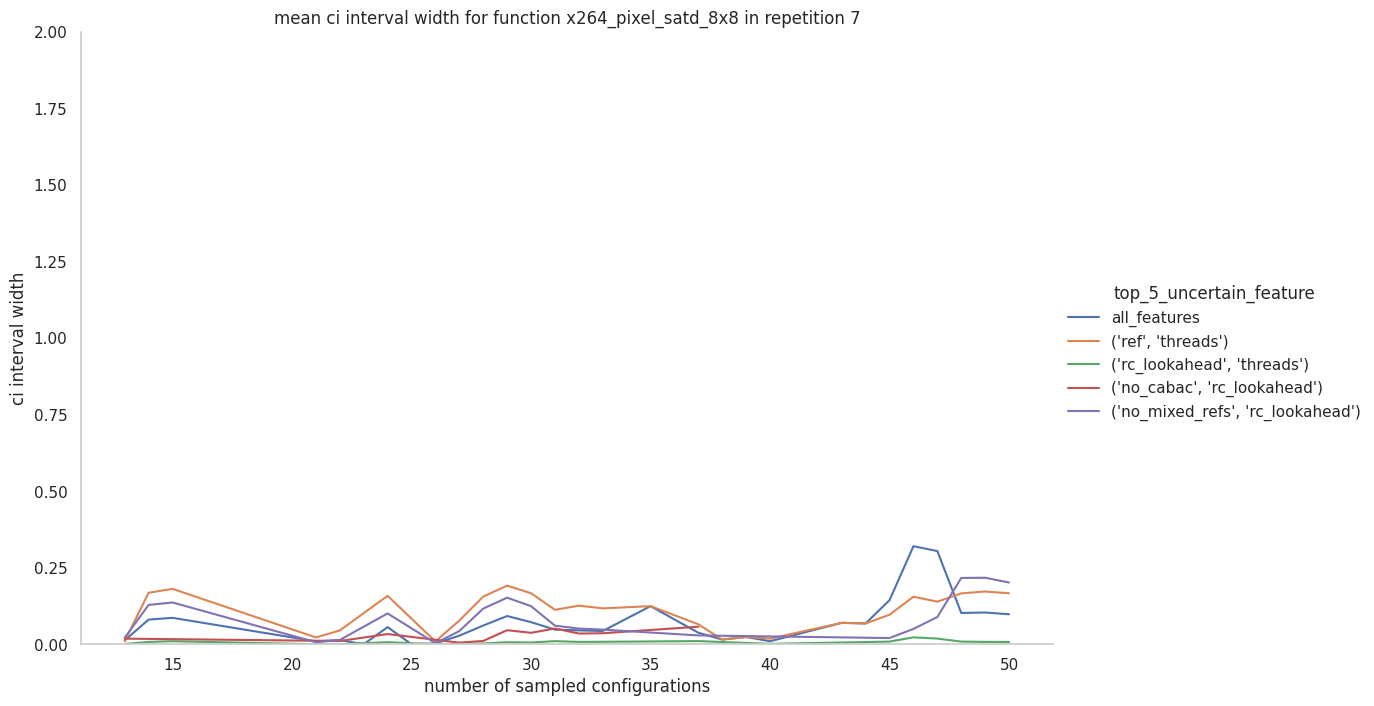 mean ci interval width for function x264_pixel_satd_8x8 in repetition 7
2.00
1.75
1.50
1.25
1.00
0.75
0.50
0.25
0.00
ci interval width
15
20
25
30
35
40
45
50
number of sampled configurations
top_5_uncertain_feature
all_features
('ref', 'threads')
('rc_lookahead', 'threads')
('no_cabac', 'rc_lookahead')
('no_mixed_refs', 'rc_lookahead')